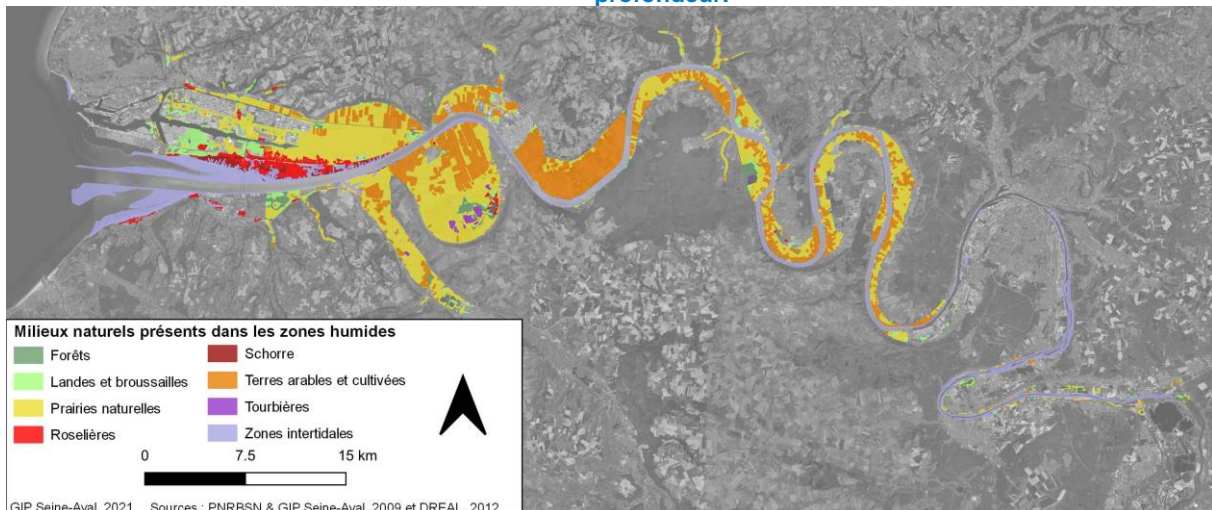 profondeur.
Milieux naturels présents dans les zones humides
Forêts
Landes et broussailles
Prairies naturelles
Roselières
Schorre
Terres arables et cultivées
Tourbières
Zones intertidales
0 7.5 15 km
GIP Seine-Aval, 2021 Sources : PNRBSN & GIP Seine-Aval, 2009 et DREAL, 2012